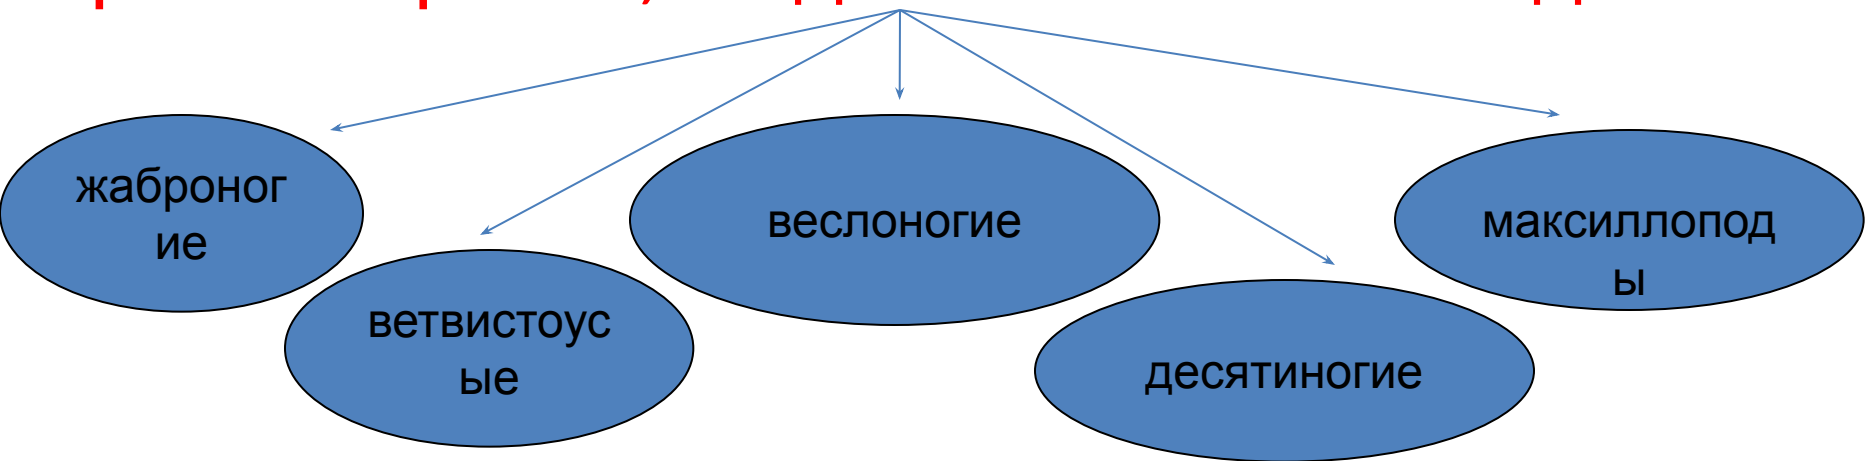 жаброног
ие
ветвистоус
ые
веслоногие
десятиногие
максиллопод
ы